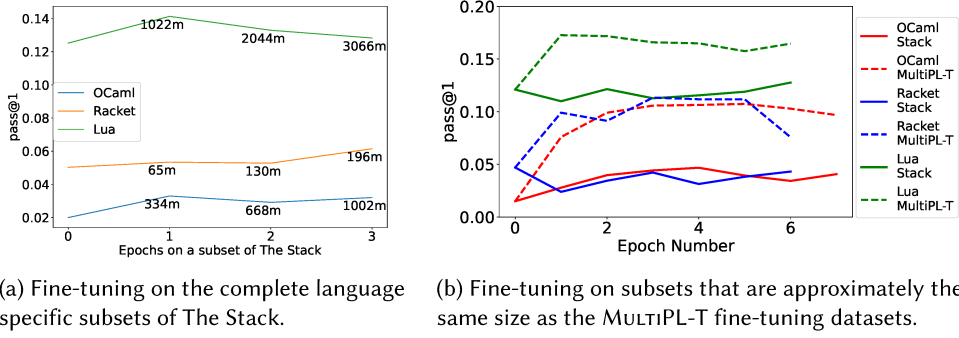 0.14
0.12
0.10
0.08
0.06
0.04
0.02
pass@1
1022m
2044m
3066m
OCaml
Racket
Lua
65m
130m
196m
334m
668m
1002m
0
1
2
3
Epochs on a subset of The Stack
(a) Fine-tuning on the complete language
specific subsets of The Stack.
0.20
0.15
0.10
0.05
0.00
pass@1
0
2
4
6
Epoch Number
OCaml
Stack
OCaml
MultiPL-T
Racket
Stack
Racket
MultiPL-T
Lua
Stack
Lua
MultiPL-T
(b) Fine-tuning on subsets that are approximately the
same size as the MultiPL-T fine-tuning datasets.